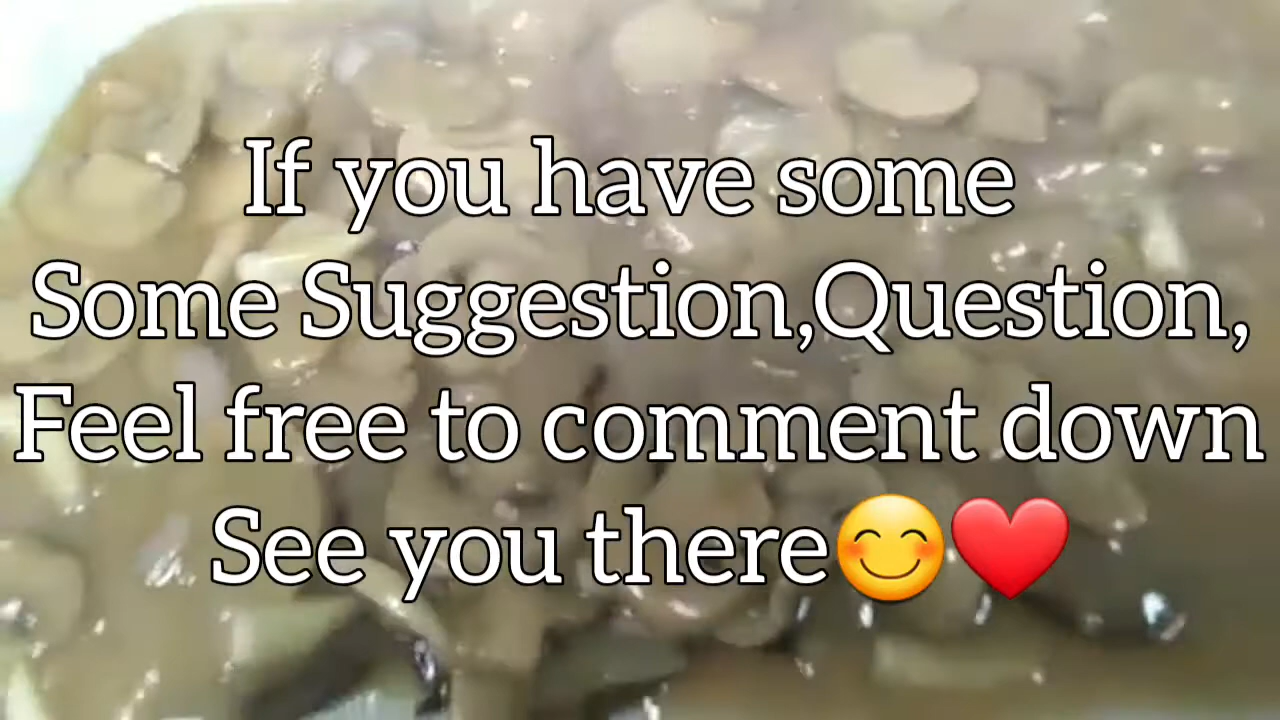 If you have some
Some Suggestion,Question,
Feel free to comment down
See you there😊❤️